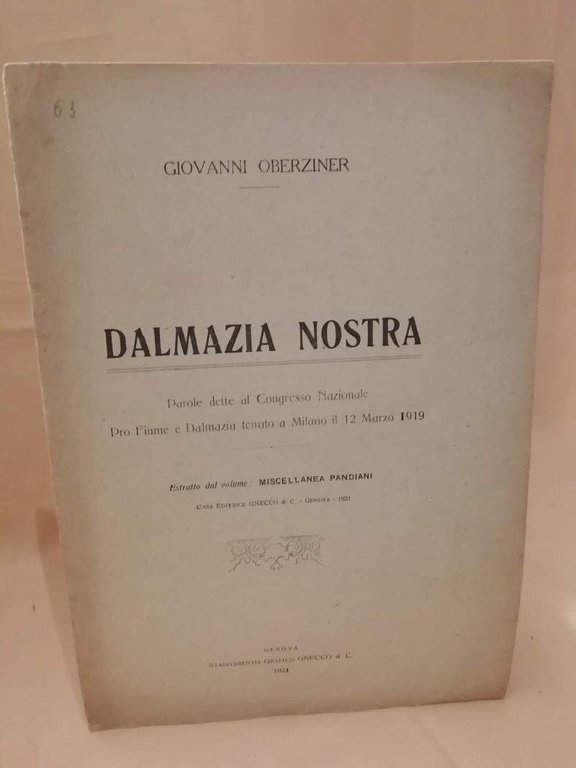 63
GIOVANNI OBERZINER
DALMAZIA NOSTRA
Parole dette al Congresso Nazionale
Pro Fiume e Dalmazia tenuto a Milano il 12 Marzo 1919
Estratto dal volume: MISCELLANEA PANDIANI
CASA EDITRICE GNECCO & C. - GENOVA - 1921
GENOVA
STABILIMENTO GRAFICO GNECCO & C.
1921